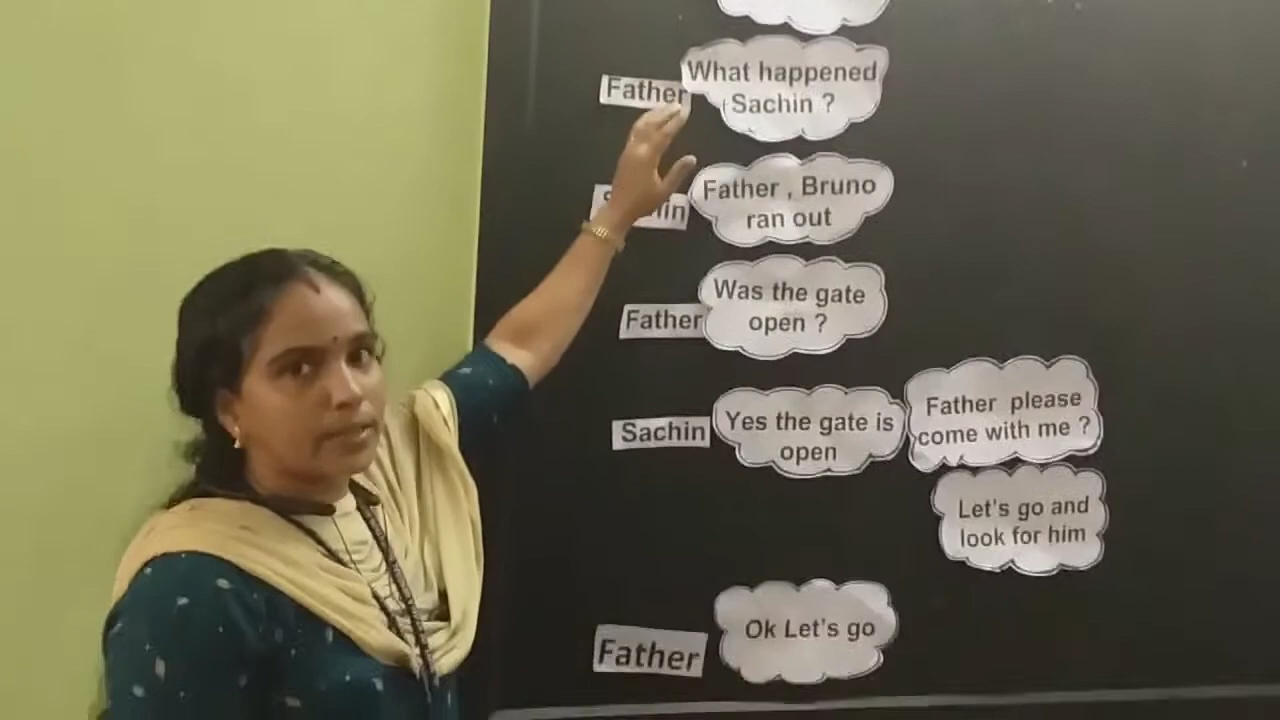 Father
What happened
Sachin ?
Father , Bruno
ran out
Father
Was the gate
open ?
Sachin
Yes the gate is
open
Father please
come with me ?
Let's go and
look for him
Father
Ok Let's go